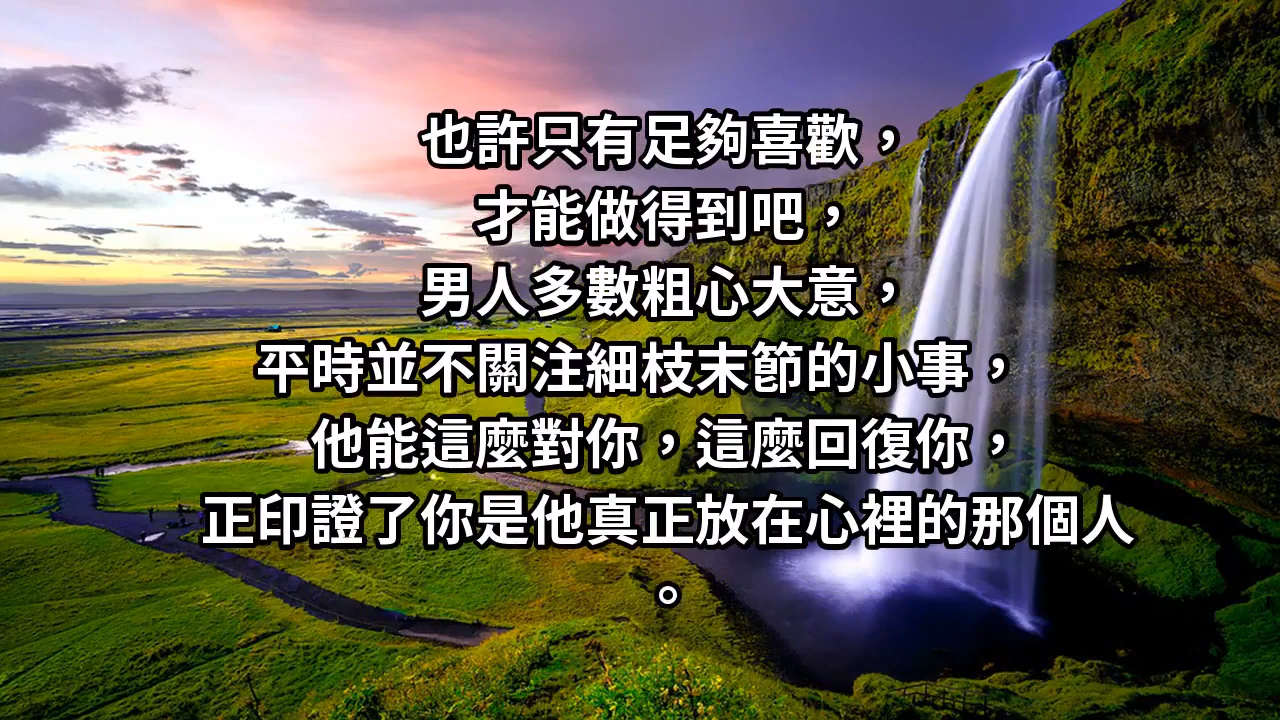 也許只有足夠喜歡，
才能做得到吧，
男人多數粗心大意，
平時並不關注細枝末節的小事，
他能這麼對你，這麼回復你，
正印證了你是他真正放在心裡的那個人
。